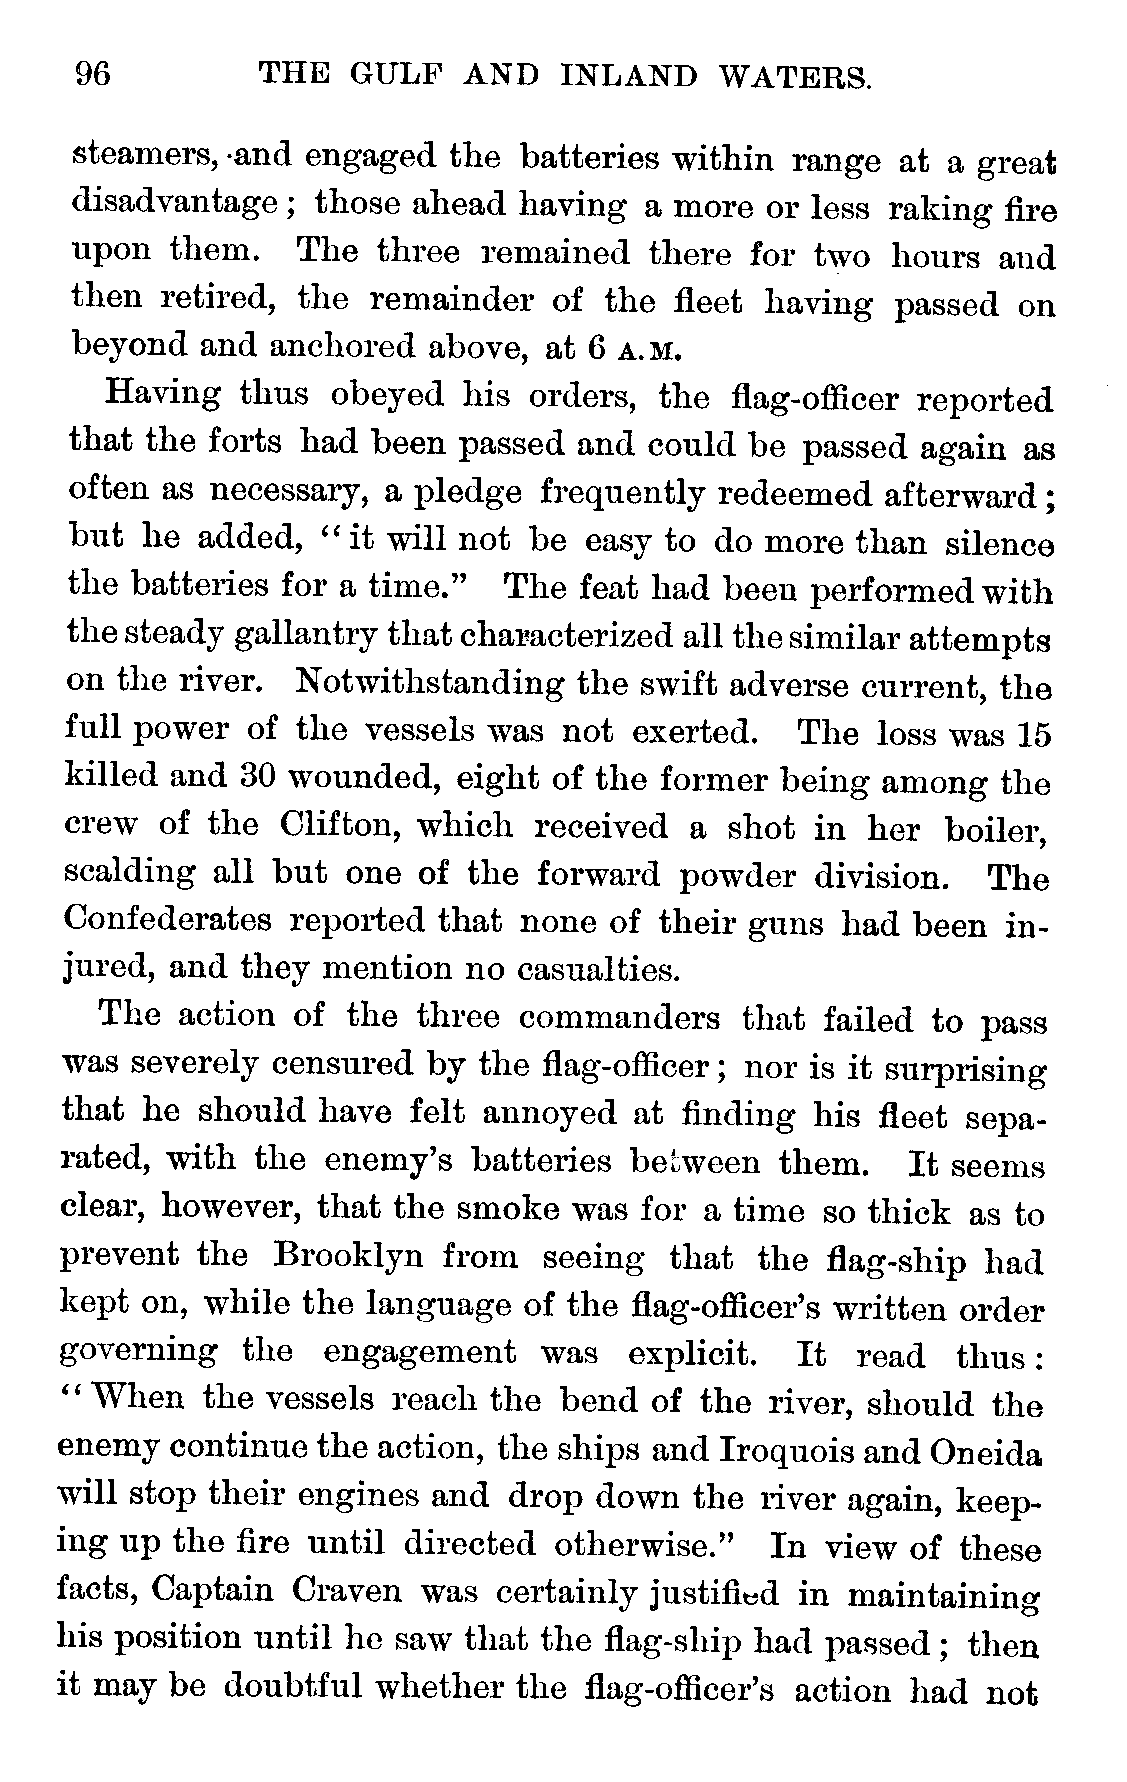 96 THE GULF AND INLAND WATERS.
steamers, and engaged the batteries within range at a great
disadvantage; those ahead having a more or less raking fire
upon them. The three remained there for two hours and
then retired, the remainder of the fleet having passed on
beyond and anchored above, at 6 A.M.
Having thus obeyed his orders, the flag-officer reported
that the forts had been passed and could be passed again as
often as necessary, a pledge frequently redeemed afterward;
but he added, "it will not be easy to do more than silence
the batteries for a time." The feat had been performed with
the steady gallantry that characterized all the similar attempts
on the river. Notwithstanding the swift adverse current, the
full power of the vessels was not exerted. The loss was 15
killed and 30 wounded, eight of the former being among the
crew of the Clifton, which received a shot in her boiler,
scalding all but one of the forward powder division. The
Confederates reported that none of their guns had been in-
jured, and they mention no casualties.
The action of the three commanders that failed to pass
was severely censured by the flag-officer; nor is it surprising
that he should have felt annoyed at finding his fleet sepa-
rated, with the enemy's batteries between them. It seems
clear, however, that the smoke was for a time so thick as to
prevent the Brooklyn from seeing that the flag-ship had
kept on, while the language of the flag-officer's written order
governing the engagement was explicit. It read thus:
"When the vessels reach the bend of the river, should the
enemy continue the action, the ships and Iroquois and Oneida
will stop their engines and drop down the river again, keep-
ing up the fire until directed otherwise." In view of these
facts, Captain Craven was certainly justified in maintaining
his position until he saw that the flag-ship had passed; then
it may be doubtful whether the flag-officer's action had not